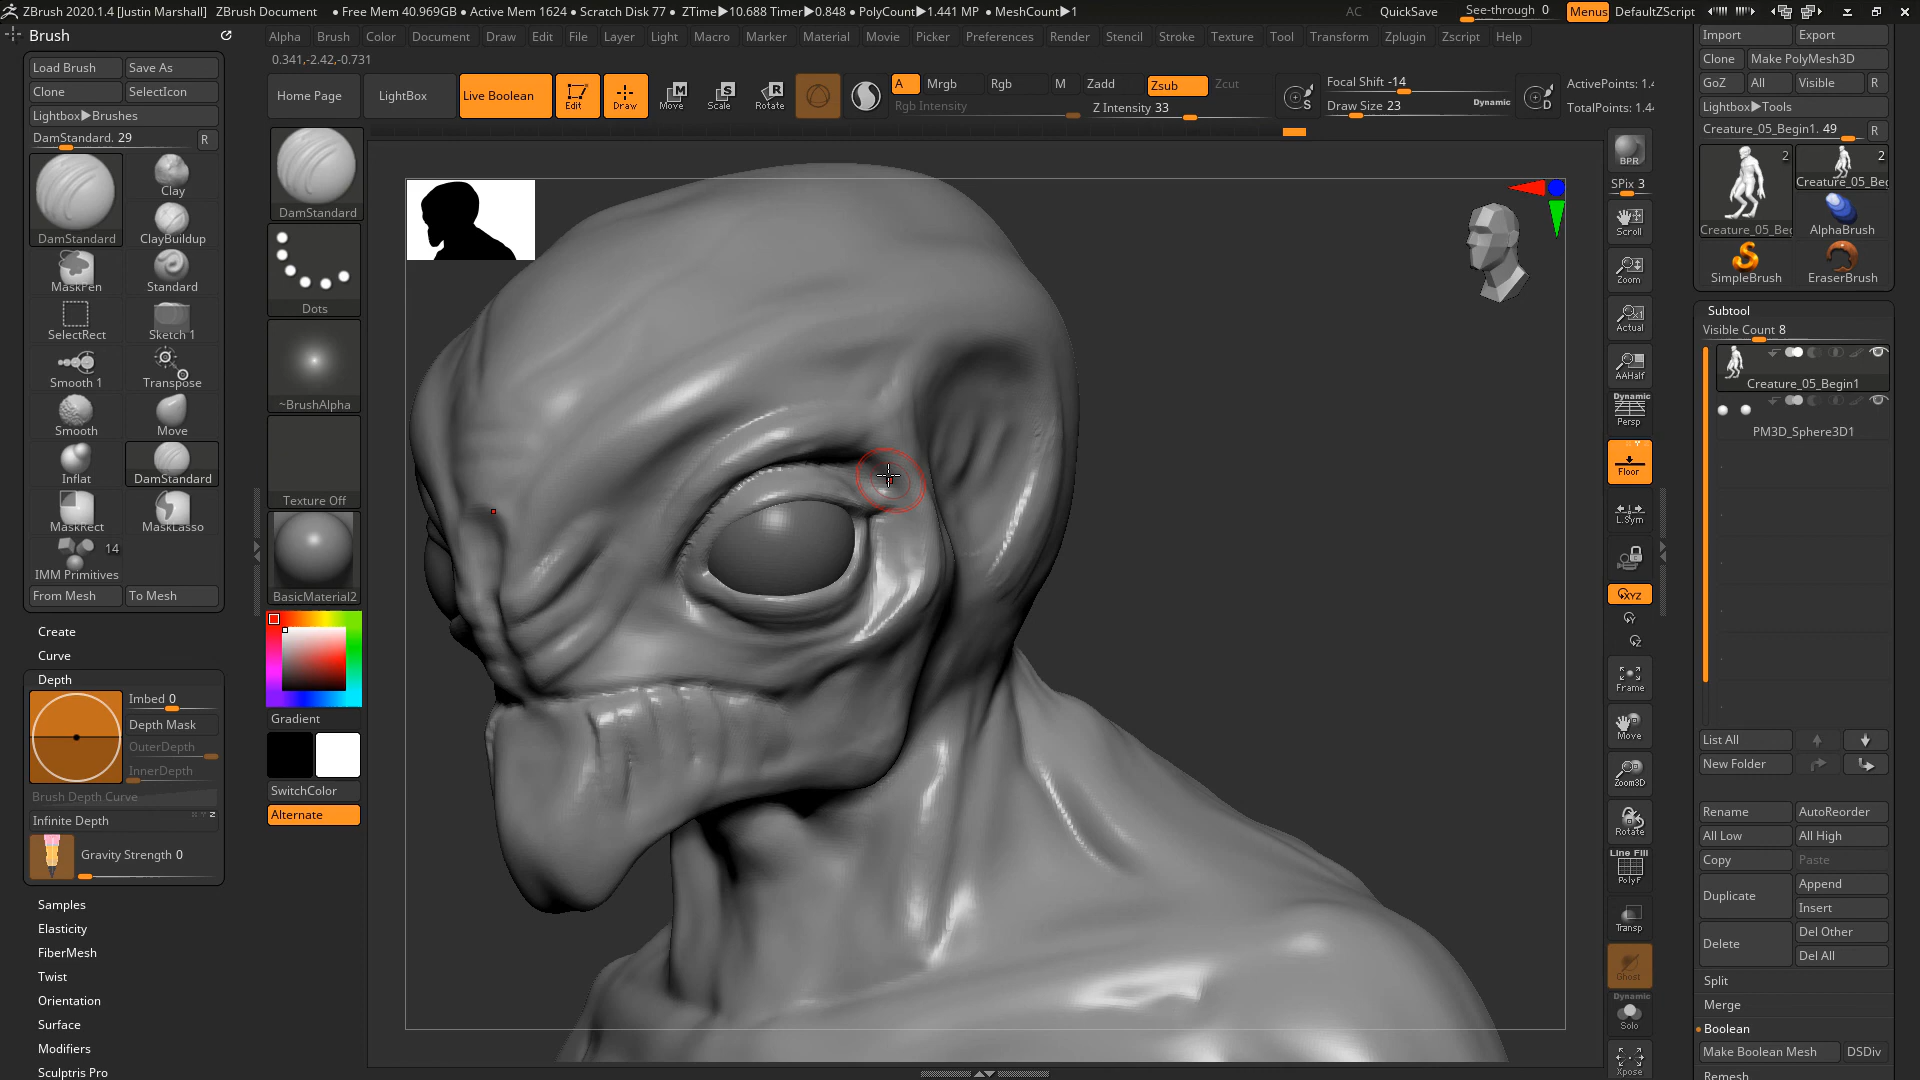 ZBrush 2020.1.4 [Justin Marshall] ZBrush Document • Free Mem 40.969GB • Active Mem 1624 • Scratch Disk 77 • ZTime▶10.688 Timer▶0.848 • PolyCount▶1.441 MP • MeshCount▶1 AC QuickSave See-through 0 Menus DefaultZScript
Brush
Alpha Brush Color Document Draw Edit File Layer Light Macro Marker Material Movie Picker Preferences Render Stencil Stroke Texture Tool Transform Zplugin Zscript Help
0.341,-2.42,-0.731
Load Brush Save As
Clone SelectIcon
Lightbox▶Brushes
DamStandard. 29 R
DamStandard
Clay
ClayBuildup
MaskPen Standard
SelectRect Sketch 1
Smooth 1 Transpose
Smooth Move
Inflat DamStandard
MaskRect MaskLasso
14
IMM Primitives
From Mesh To Mesh
Create
Curve
Depth
Imbed 0
Depth Mask
OuterDepth
InnerDepth
Brush Depth Curve
Infinite Depth
Gravity Strength 0
Samples
Elasticity
FiberMesh
Twist
Orientation
Surface
Modifiers
Sculptris Pro
Home Page LightBox Live Boolean Edit Draw Move Scale Rotate
A Mrgb Rgb M Zadd Zsub Zcut
Rgb Intensity Z Intensity 33
S
Focal Shift -14
Draw Size 23 Dynamic
D
ActivePoints: 1.4
TotalPoints: 1.44
DamStandard
Dots
~BrushAlpha
Texture Off
BasicMaterial2
Gradient
SwitchColor
Alternate
BPR
SPix 3
Scroll
Zoom
Actual
AAHalf
Dynamic
Persp
Floor
L.Sym
XYZ
Y
Z
Frame
Move
Zoom3D
Rotate
Line Fill
PolyF
Transp
Ghost
Dynamic
Solo
Xpose
Import Export
Clone Make PolyMesh3D
GoZ All Visible R
Lightbox▶Tools
Creature_05_Begin1. 49 R
2 2
Creature_05_Beg
Creature_05_Beg AlphaBrush
SimpleBrush EraserBrush
Subtool
Visible Count 8
Creature_05_Begin1
PM3D_Sphere3D1
List All
New Folder
Rename AutoReorder
All Low All High
Copy Paste
Duplicate Append
Insert
Delete Del Other
Del All
Split
Merge
Boolean
Make Boolean Mesh DSDiv
Remesh